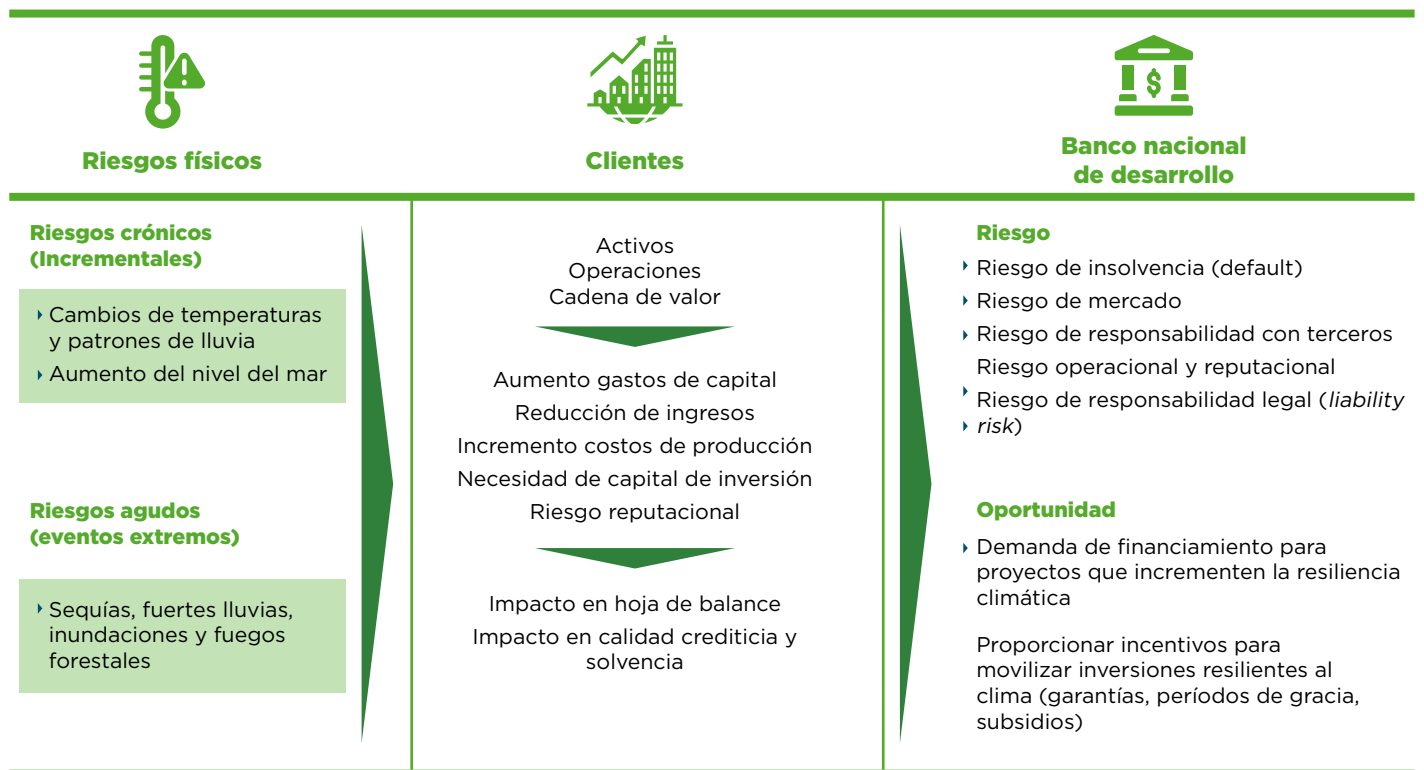 Riesgos físicos
Clientes
Banco nacional
de desarrollo
Riesgos crónicos
(Incrementales)
Cambios de temperaturas
y patrones de lluvia
Aumento del nivel del mar
Riesgos agudos
(eventos extremos)
Sequías, fuertes lluvias,
inundaciones y fuegos
forestales
Activos
Operaciones
Cadena de valor
Aumento gastos de capital
Reducción de ingresos
Incremento costos de producción
Necesidad de capital de inversión
Riesgo reputacional
Impacto en hoja de balance
Impacto en calidad crediticia y
solvencia
Riesgo
Riesgo de insolvencia (default)
Riesgo de mercado
Riesgo de responsabilidad con terceros
Riesgo operacional y reputacional
Riesgo de responsabilidad legal (liability
risk)
Oportunidad
Demanda de financiamiento para
proyectos que incrementen la resiliencia
climática
Proporcionar incentivos para
movilizar inversiones resilientes al
clima (garantías, períodos de gracia,
subsidios)